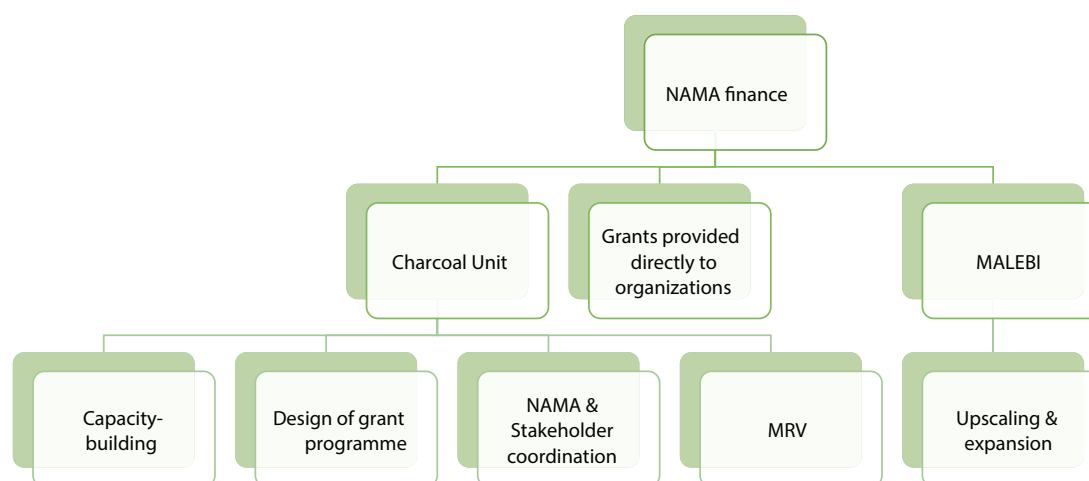 NAMA finance
Charcoal Unit
Grants provided
directly to
organizations
MALEBI
Capacity-
building
Design of grant
programme
NAMA &
Stakeholder
coordination
MRV
Upscaling &
expansion